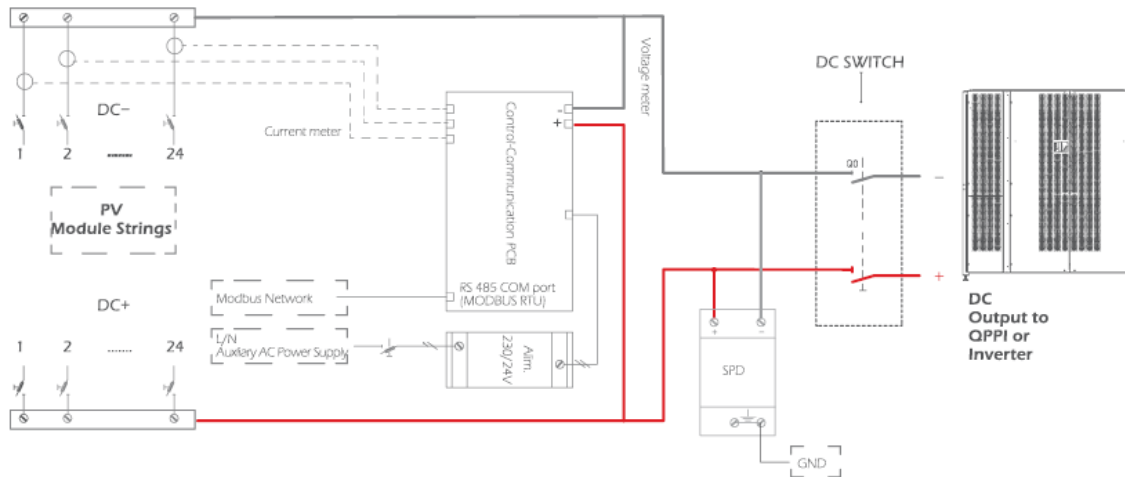 DC−
1 2 ........ 24
PV
Module Strings
DC+
1 2 ....... 24
Current meter
-
+
Control-Communication PCB
RS 485 COM port
(MODBUS RTU)
Modbus Network
L/N
Auxliery AC Power Supply
Alim.
230/24V
Voltage meter
DC SWITCH
Q0
−
+
+ −
SPD
GND
DC
Output to
QPPI or
Inverter